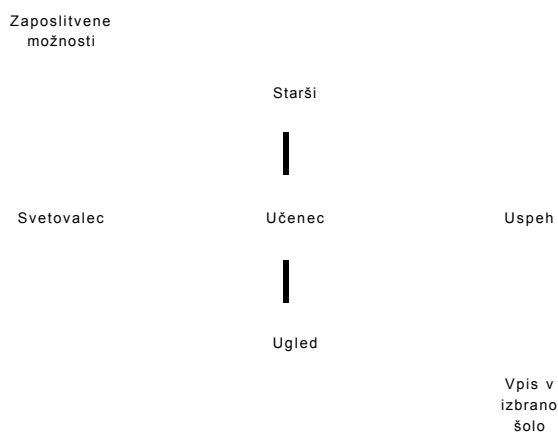 Zaposlitvene
možnosti
Starši
Svetovalec
Učenec
Uspeh
Ugled
Vpis v
izbrano
šolo